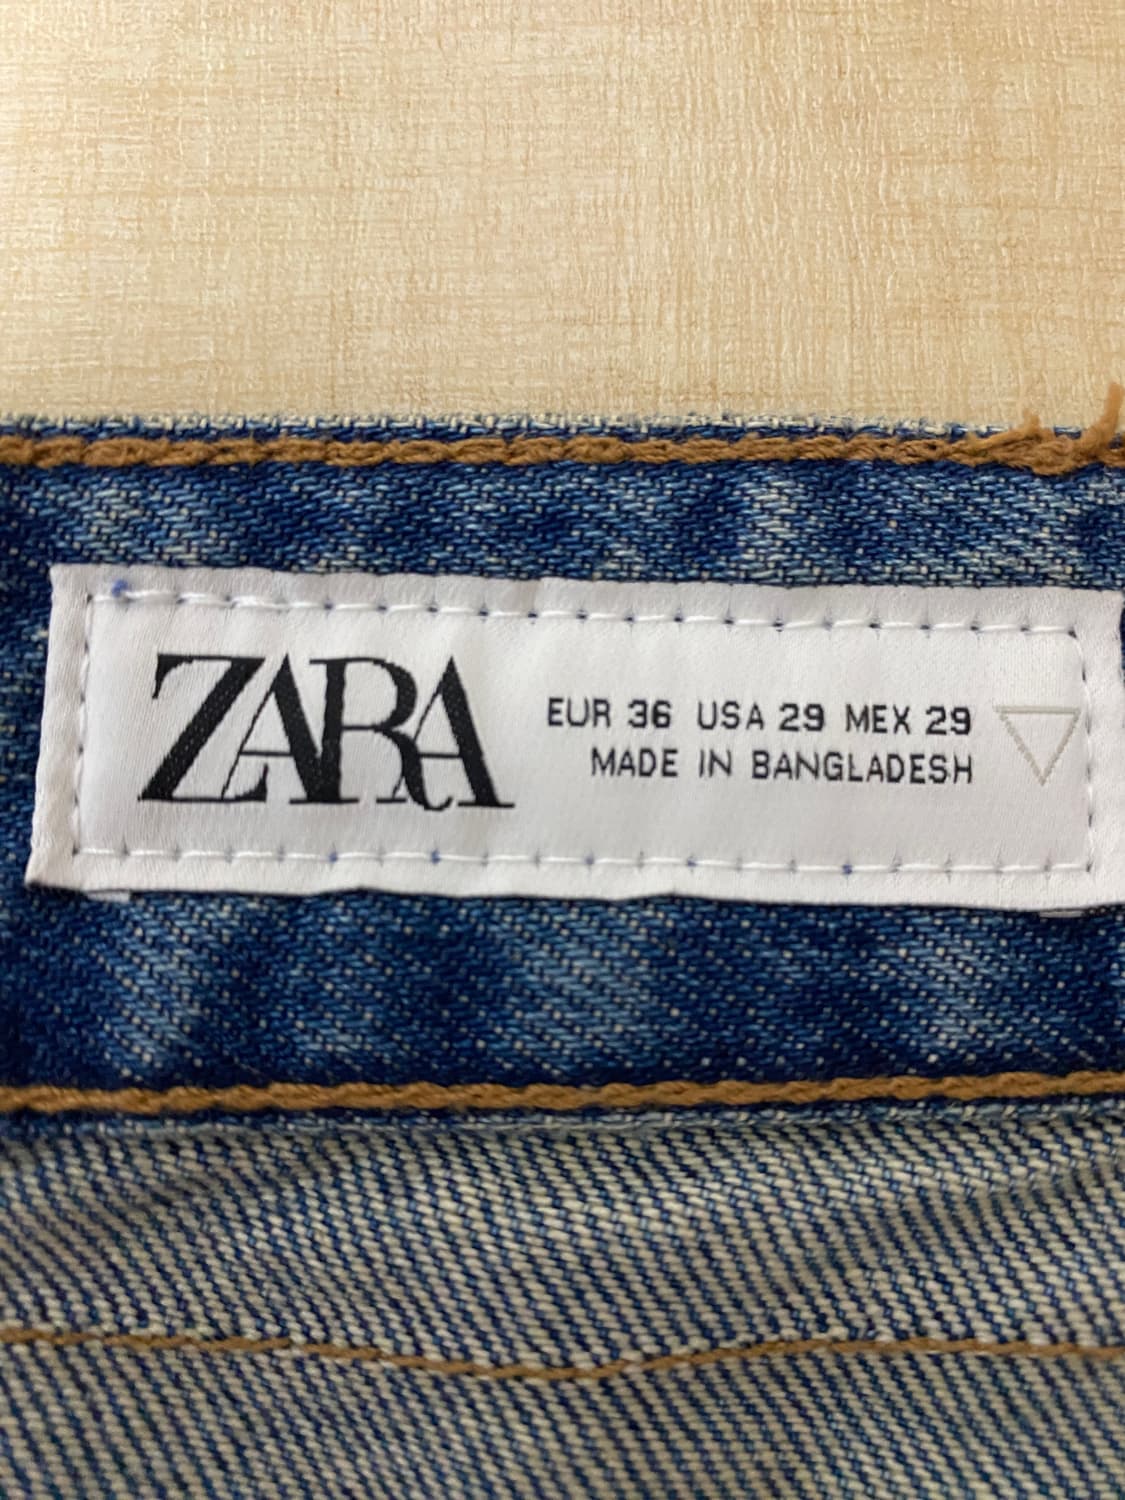 ZARA
EUR 36 USA 29 MEX 29
MADE IN BANGLADESH